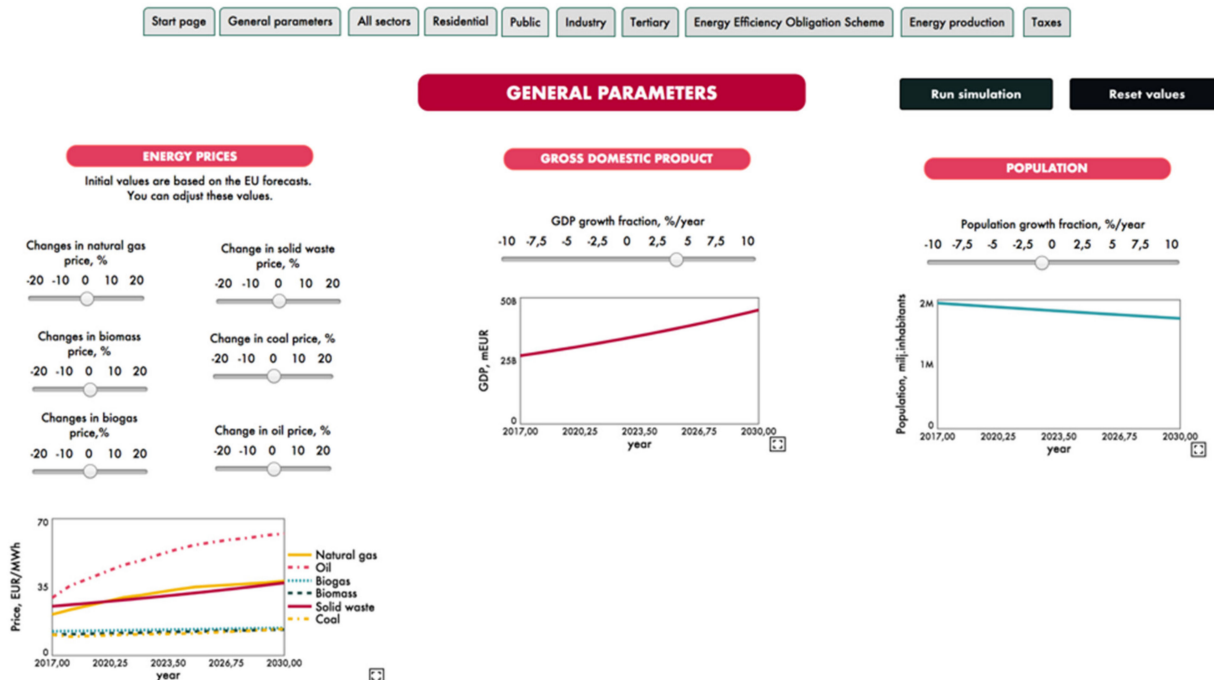 Start page
General parameters
All sectors
Residential
Public
Industry
Tertiary
Energy Efficiency Obligation Scheme
Energy production
Taxes
GENERAL PARAMETERS
Run simulation
Reset values
ENERGY PRICES
Initial values are based on the EU forecasts.
You can adjust these values.
Changes in natural gas
price, %
-20 -10 0 10 20
Change in solid waste
price, %
-20 -10 0 10 20
Changes in biomass
price, %
-20 -10 0 10 20
Change in coal price, %
-20 -10 0 10 20
Changes in biogas
price,%
-20 -10 0 10 20
Change in oil price, %
-20 -10 0 10 20
Price, EUR/MWh
70
35
0
2017,00 2020,25 2023,50 2026,75 2030,00
year
Natural gas
Oil
Biogas
Biomass
Solid waste
Coal
GROSS DOMESTIC PRODUCT
GDP growth fraction, %/year
-10 -7,5 -5 -2,5 0 2,5 5 7,5 10
GDP, mEUR
50B
25B
0
2017,00 2020,25 2023,50 2026,75 2030,00
year
POPULATION
Population growth fraction, %/year
-10 -7,5 -5 -2,5 0 2,5 5 7,5 10
Population, milj.inhabitants
2M
1M
0
2017,00 2020,25 2023,50 2026,75 2030,00
year